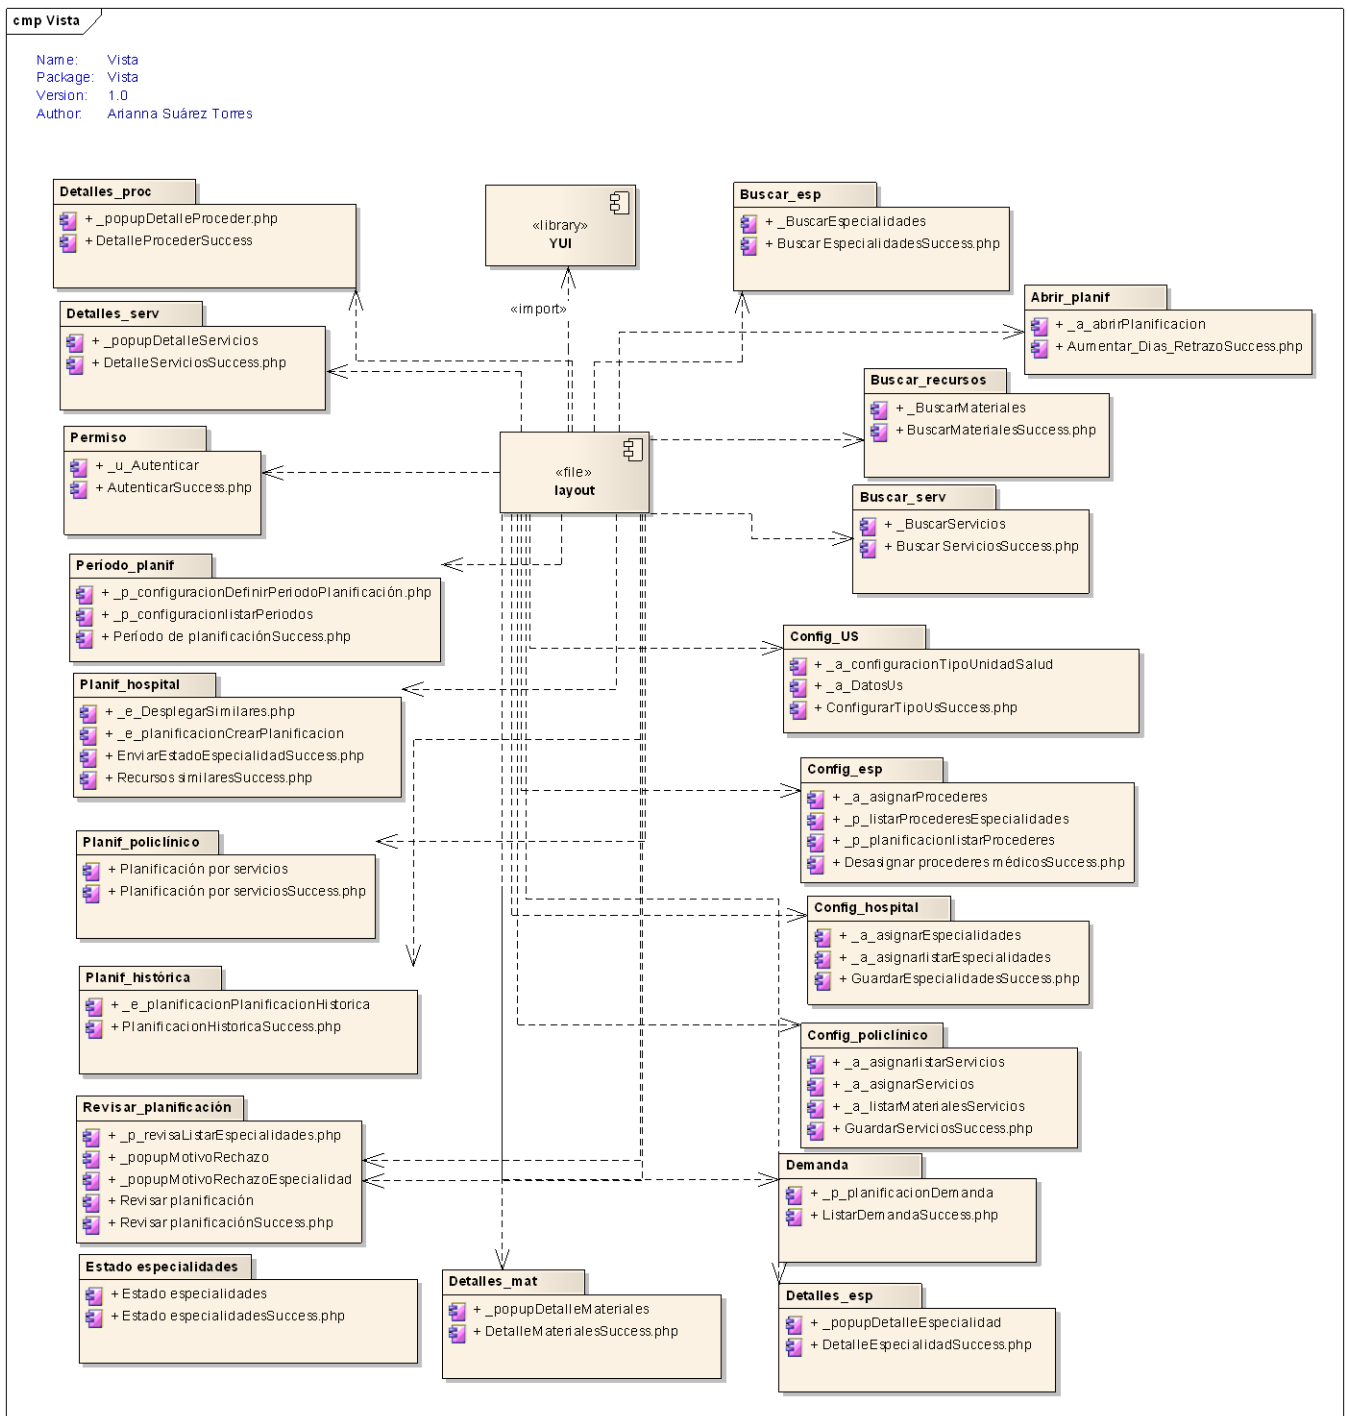 cmp Vista
Name: Vista
Package: Vista
Version: 1.0
Author: Arianna Suárez Torres
Detalles_proc
+ _popupDetalleProceder.php
+ DetalleProcederSuccess
«library»
YUI
«import»
Buscar_esp
+ _BuscarEspecialidades
+ Buscar EspecialidadesSuccess.php
Abrir_planif
+ _a_abrirPlanificacion
+ Aumentar_Dias_RetrazoSuccess.php
Detalles_serv
+ _popupDetalleServicios
+ DetalleServiciosSuccess.php
Buscar_recursos
+ _BuscarMateriales
+ BuscarMaterialesSuccess.php
Permiso
+ _u_Autenticar
+ AutenticarSuccess.php
«file»
layout
Buscar_serv
+ _BuscarServicios
+ Buscar ServiciosSuccess.php
Período_planif
+ _p_configuracionDefinirPeriodoPlanificación.php
+ _p_configuracionlistarPeriodos
+ Período de planificaciónSuccess.php
Config_US
+ _a_configuracionTipoUnidadSalud
+ _a_DatosUs
+ ConfigurarTipoUsSuccess.php
Planif_hospital
+ _e_DesplegarSimilares.php
+ _e_planificacionCrearPlanificacion
+ EnviarEstadoEspecialidadSuccess.php
+ Recursos similaresSuccess.php
Config_esp
+ _a_asignarProcederes
+ _p_listarProcederesEspecialidades
+ _p_planificacionlistarProcederes
+ Desasignar procederes médicosSuccess.php
Planif_policlínico
+ Planificación por servicios
+ Planificación por serviciosSuccess.php
Config_hospital
+ _a_asignarEspecialidades
+ _a_asignarlistarEspecialidades
+ GuardarEspecialidadesSuccess.php
Planif_histórica
+ _e_planificacionPlanificacionHistorica
+ PlanificacionHistoricaSuccess.php
Config_policlínico
+ _a_asignarlistarServicios
+ _a_asignarServicios
+ _a_listarMaterialesServicios
+ GuardarServiciosSuccess.php
Revisar_planificación
+ _p_revisaListarEspecialidades.php
+ _popupMotivoRechazo
+ _popupMotivoRechazoEspecialidad
+ Revisar planificación
+ Revisar planificaciónSuccess.php
Demanda
+ _p_planificacionDemanda
+ ListarDemandaSuccess.php
Estado especialidades
+ Estado especialidades
+ Estado especialidadesSuccess.php
Detalles_mat
+ _popupDetalleMateriales
+ DetalleMaterialesSuccess.php
Detalles_esp
+ _popupDetalleEspecialidad
+ DetalleEspecialidadSuccess.php